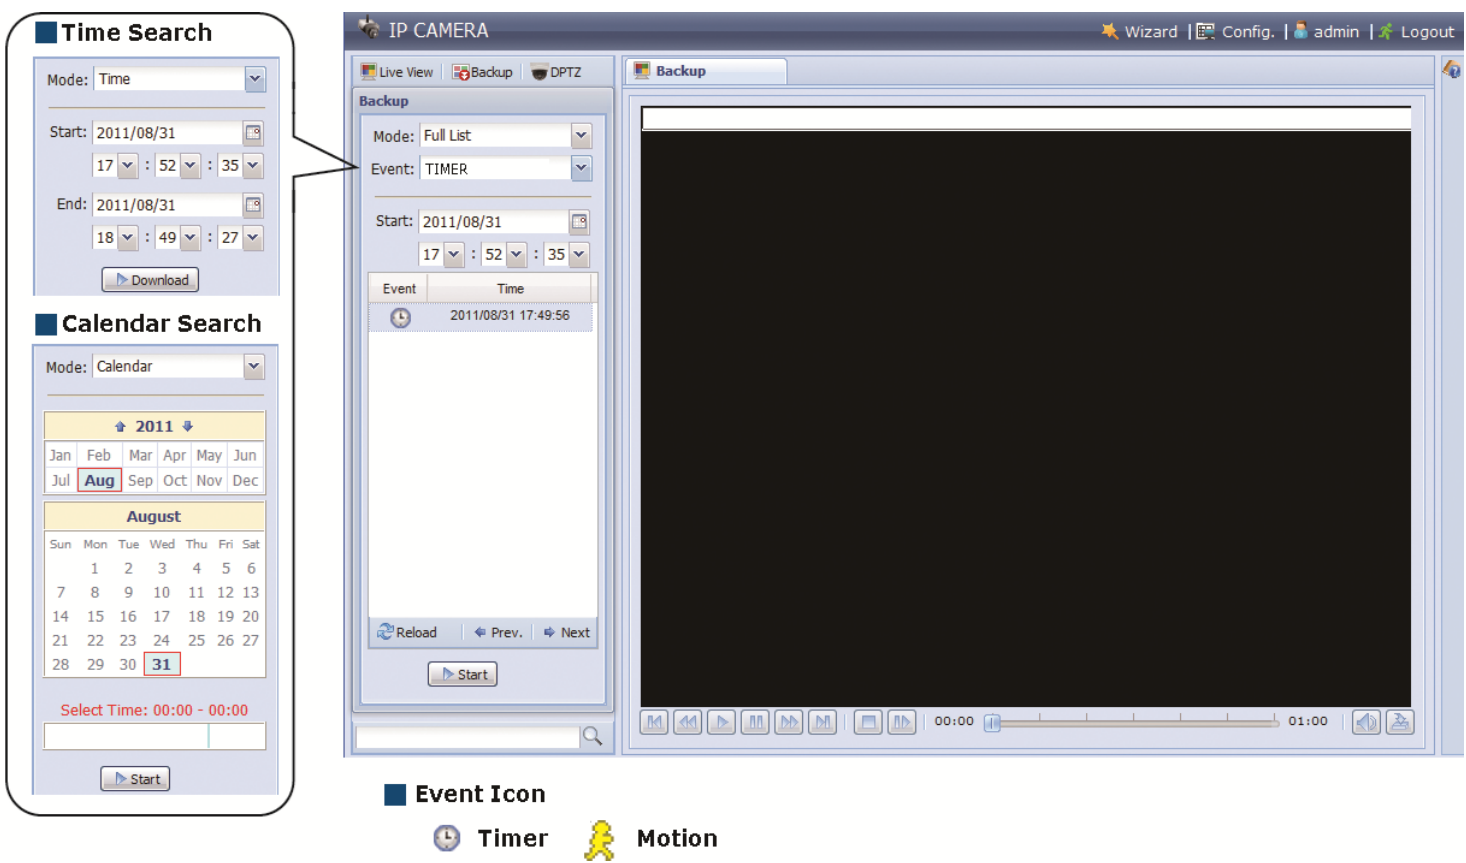 Time Search
Mode: Time
Start: 2011/08/31
17 : 52 : 35
End: 2011/08/31
18 : 49 : 27
Download
Calendar Search
Mode: Calendar
2011
Jan Feb Mar Apr May Jun
Jul Aug Sep Oct Nov Dec
August
Sun Mon Tue Wed Thu Fri Sat
1 2 3 4 5 6
7 8 9 10 11 12 13
14 15 16 17 18 19 20
21 22 23 24 25 26 27
28 29 30 31
Select Time: 00:00 - 00:00
Start
IP CAMERA
Wizard | Config. | admin | Logout
Live View Backup DPTZ
Backup
Mode: Full List
Event: TIMER
Start: 2011/08/31
17 : 52 : 35
Event Time
2011/08/31 17:49:56
Reload Prev. Next
Start
Backup
00:00 01:00
Event Icon
Timer Motion